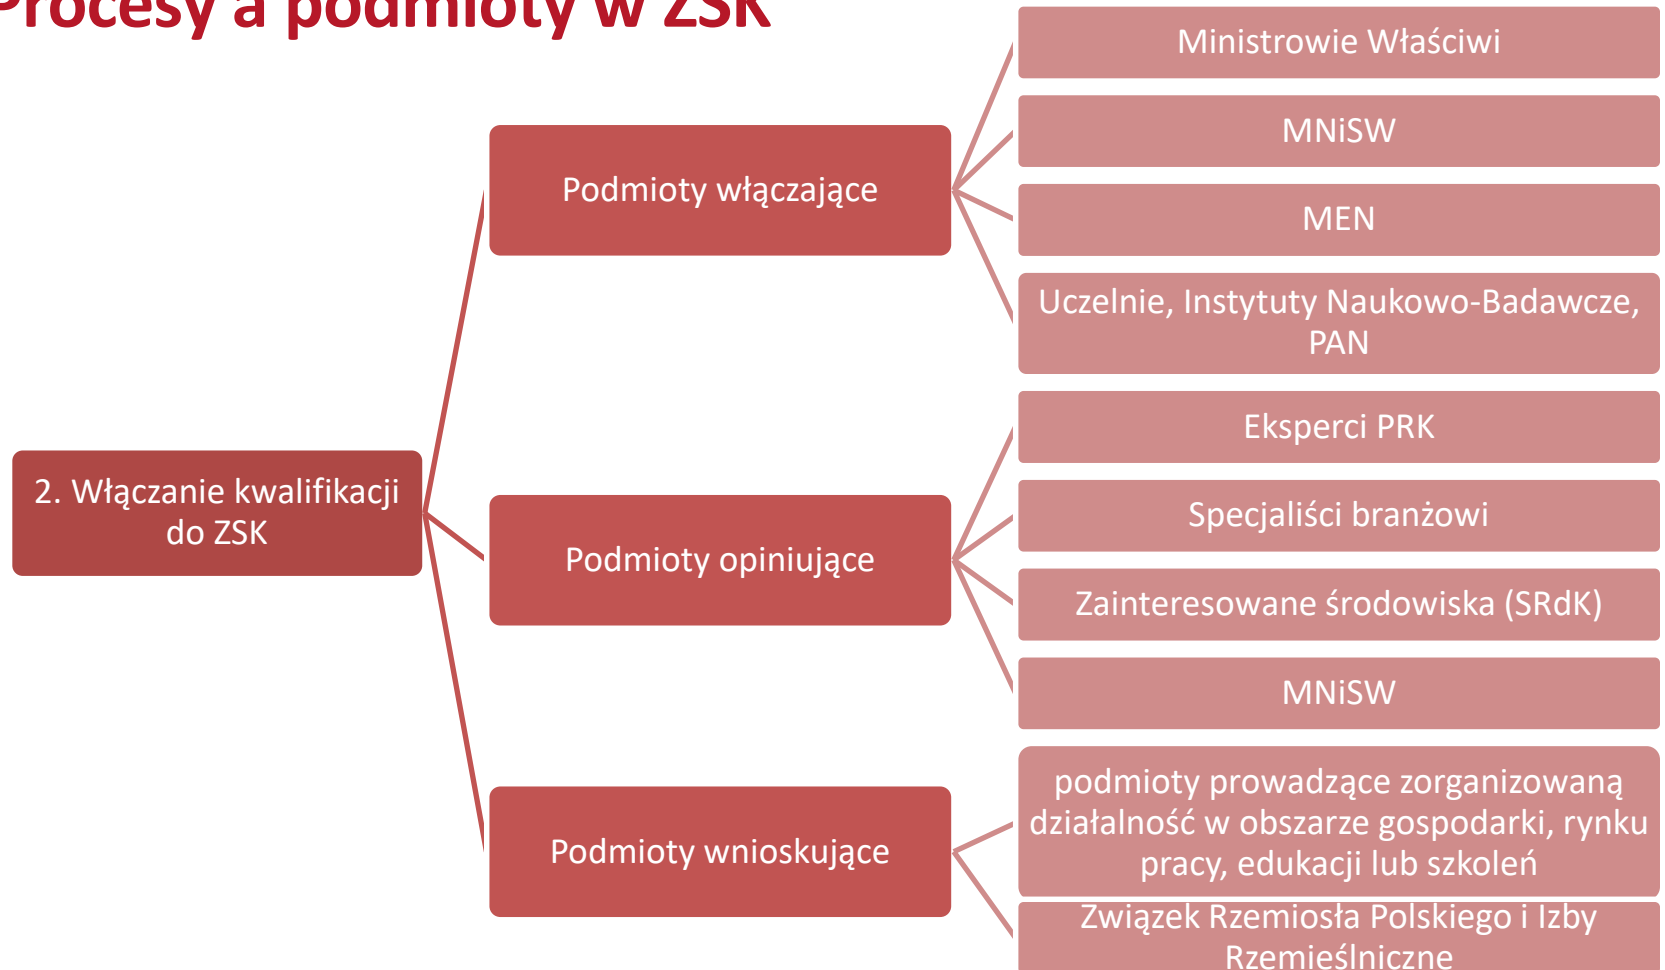 Procesy a podmioty w ZSK
2. Włączanie kwalifikacji
do ZSK
Podmioty włączające
Ministrowie Właściwi
MNiSW
MEN
Uczelnie, Instytuty Naukowo-Badawcze,
PAN
Podmioty opiniujące
Eksperci PRK
Specjaliści branżowi
Zainteresowane środowiska (SRdK)
MNiSW
Podmioty wnioskujące
podmioty prowadzące zorganizowaną
działalność w obszarze gospodarki, rynku
pracy, edukacji lub szkoleń
Związek Rzemiosła Polskiego i Izby
Rzemieślniczne